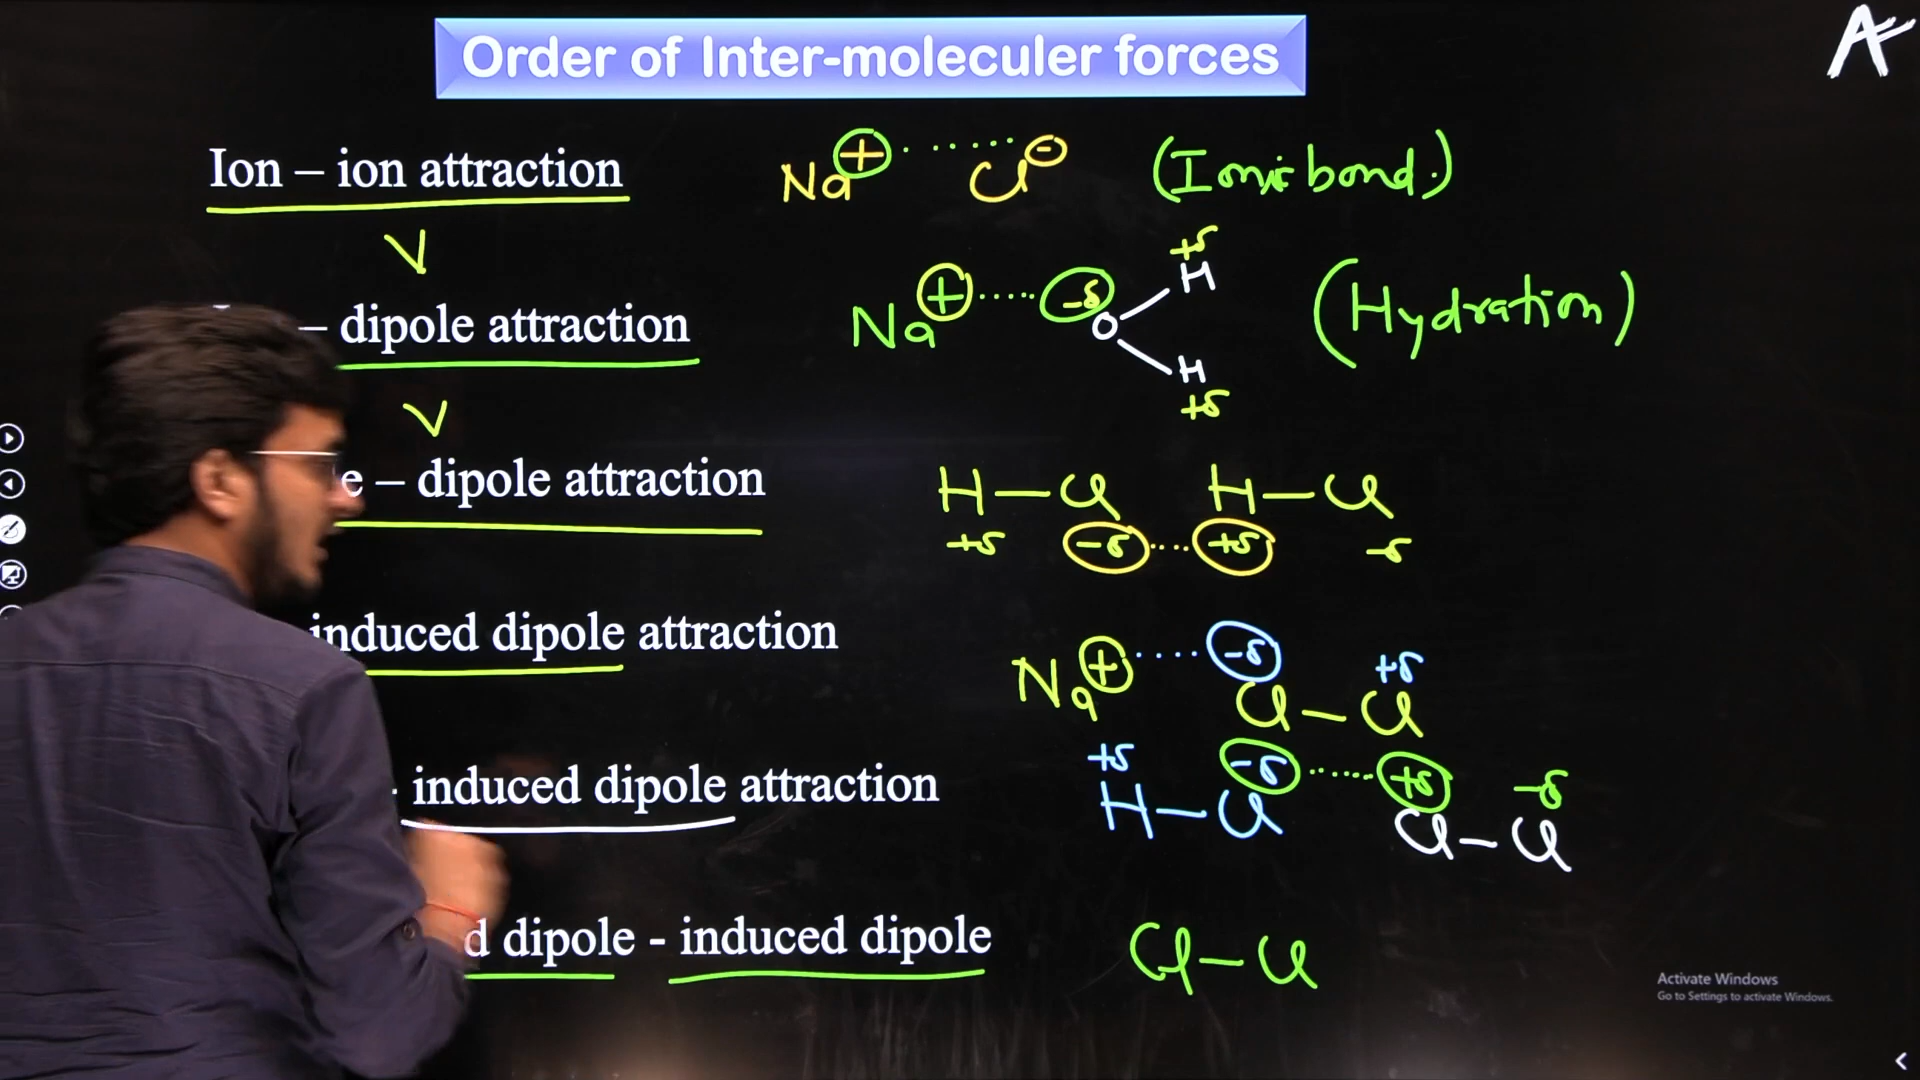 Order of Inter-moleculer forces
Ion – ion attraction Na⊕ ...... Cl⊖ (Ionic bond.)
V
– dipole attraction Na⊕ ..... -δ O H +δ H +δ (Hydration)
V
e – dipole attraction H–Cl H–Cl
+δ -δ .... +δ -δ
induced dipole attraction Na⊕ .... -δ +δ
Cl–Cl
- induced dipole attraction +δ -δ ...... +δ -δ
H–Cl Cl–Cl
d dipole - induced dipole Cl–Cl
Activate Windows
Go to Settings to activate Windows.